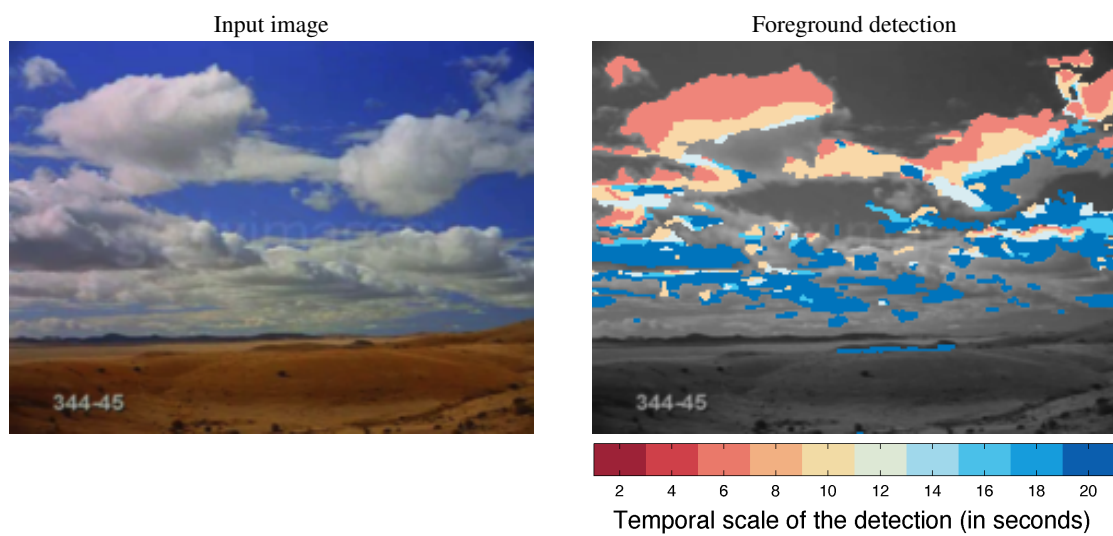 Input image
Foreground detection
344-45
344-45
2 4 6 8 10 12 14 16 18 20
Temporal scale of the detection (in seconds)